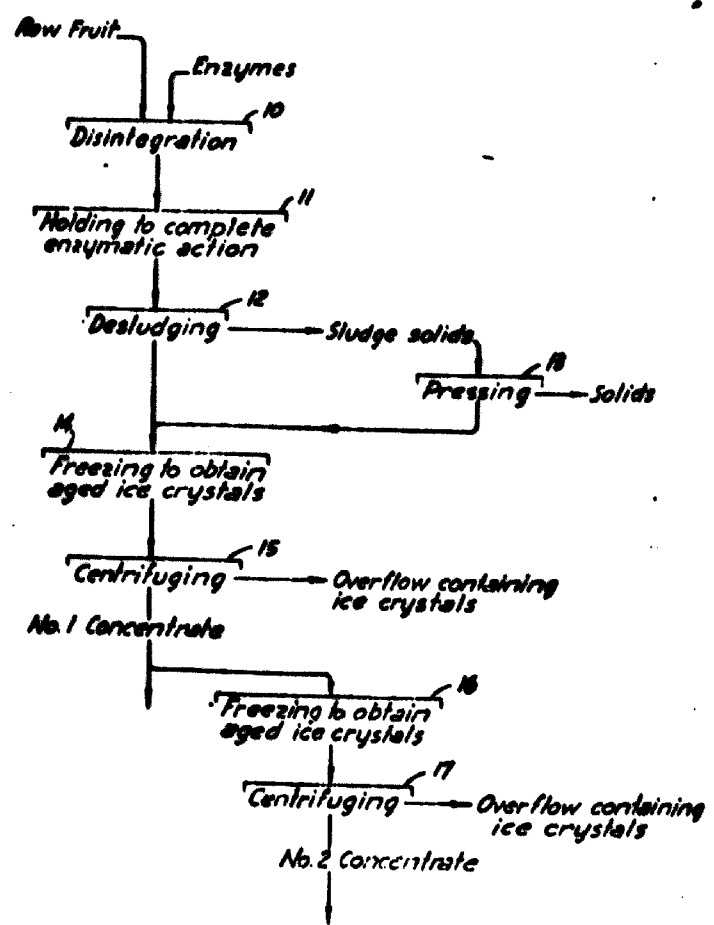 Raw Fruit
Enzymes
10
Disintegration
11
Holding to complete
enzymatic action
12
Desludging
Sludge solids
13
Pressing
Solids
14
Freezing to obtain
aged ice crystals
15
Centrifuging
Overflow containing
ice crystals
No. 1 Concentrate
16
Freezing to obtain
aged ice crystals
17
Centrifuging
Overflow containing
ice crystals
No. 2 Concentrate